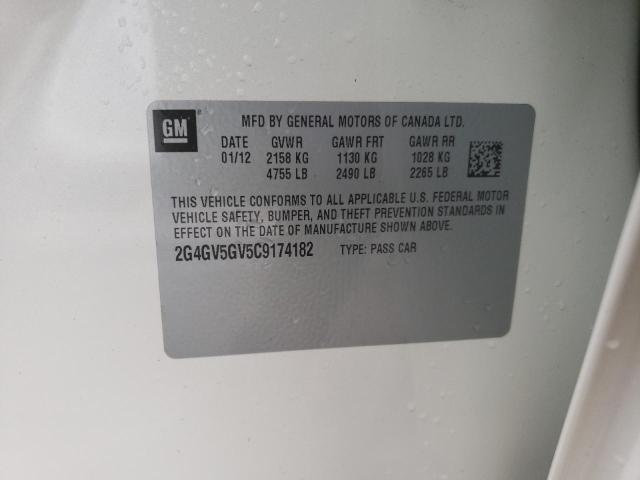 GM
MFD BY GENERAL MOTORS OF CANADA LTD.
DATE GVWR GAWR FRT GAWR RR
01/12 2158 KG 1130 KG 1028 KG
4755 LB 2490 LB 2265 LB
THIS VEHICLE CONFORMS TO ALL APPLICABLE U.S. FEDERAL MOTOR
VEHICLE SAFETY, BUMPER, AND THEFT PREVENTION STANDARDS IN
EFFECT ON THE DATE OF MANUFACTURE SHOWN ABOVE.
2G4GV5GV5C9174182 TYPE: PASS CAR